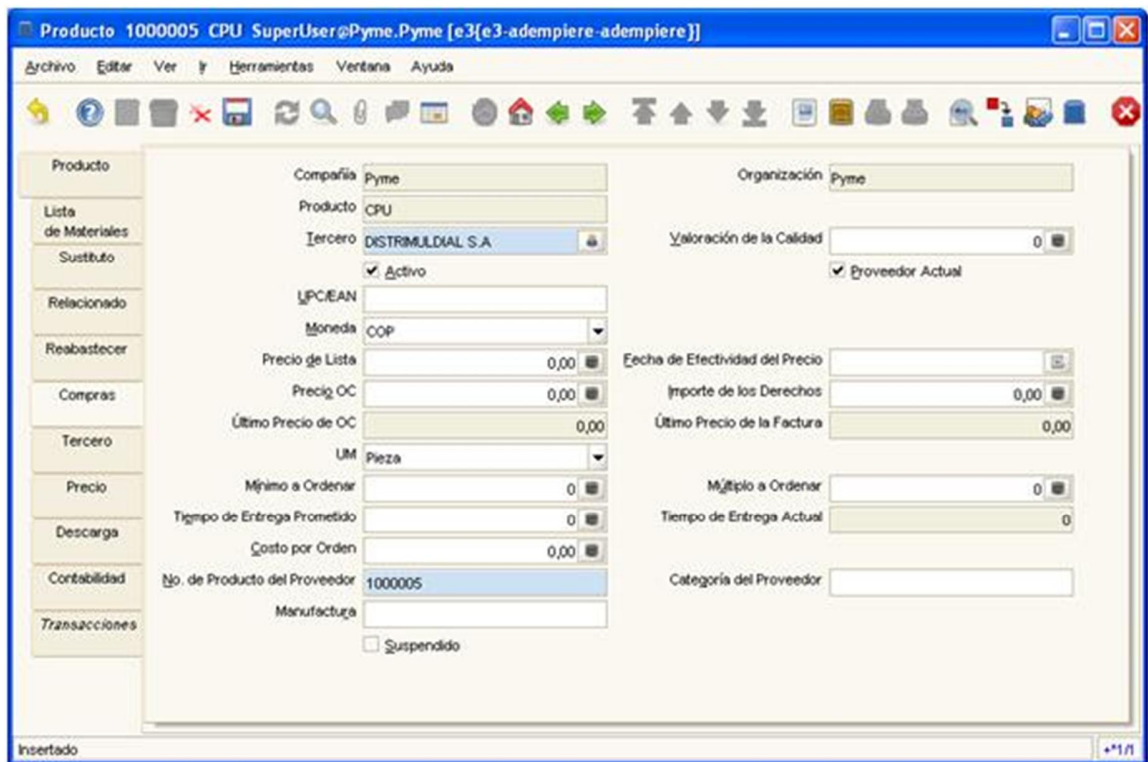 Producto 1000005 CPU SuperUser@Pyme.Pyme [e3{e3-adempiere-adempiere}]
Archivo Editar Ver Ir Herramientas Ventana Ayuda
Producto
Lista
de Materiales
Sustituto
Relacionado
Reabastecer
Compras
Tercero
Precio
Descarga
Contabilidad
Transacciones
Compañía Pyme Organización Pyme
Producto CPU
Tercero DISTRIMULDIAL S.A Valoración de la Calidad 0
Activo Proveedor Actual
UPC/EAN
Moneda COP
Precio de Lista 0,00 Fecha de Efectividad del Precio
Precio OC 0,00 Importe de los Derechos 0,00
Último Precio de OC 0,00 Último Precio de la Factura 0,00
UM Pieza
Mínimo a Ordenar 0 Múltiplo a Ordenar 0
Tiempo de Entrega Prometido 0 Tiempo de Entrega Actual 0
Costo por Orden 0,00
No. de Producto del Proveedor 1000005 Categoría del Proveedor
Manufactura
Suspendido
Insertado +*1/1